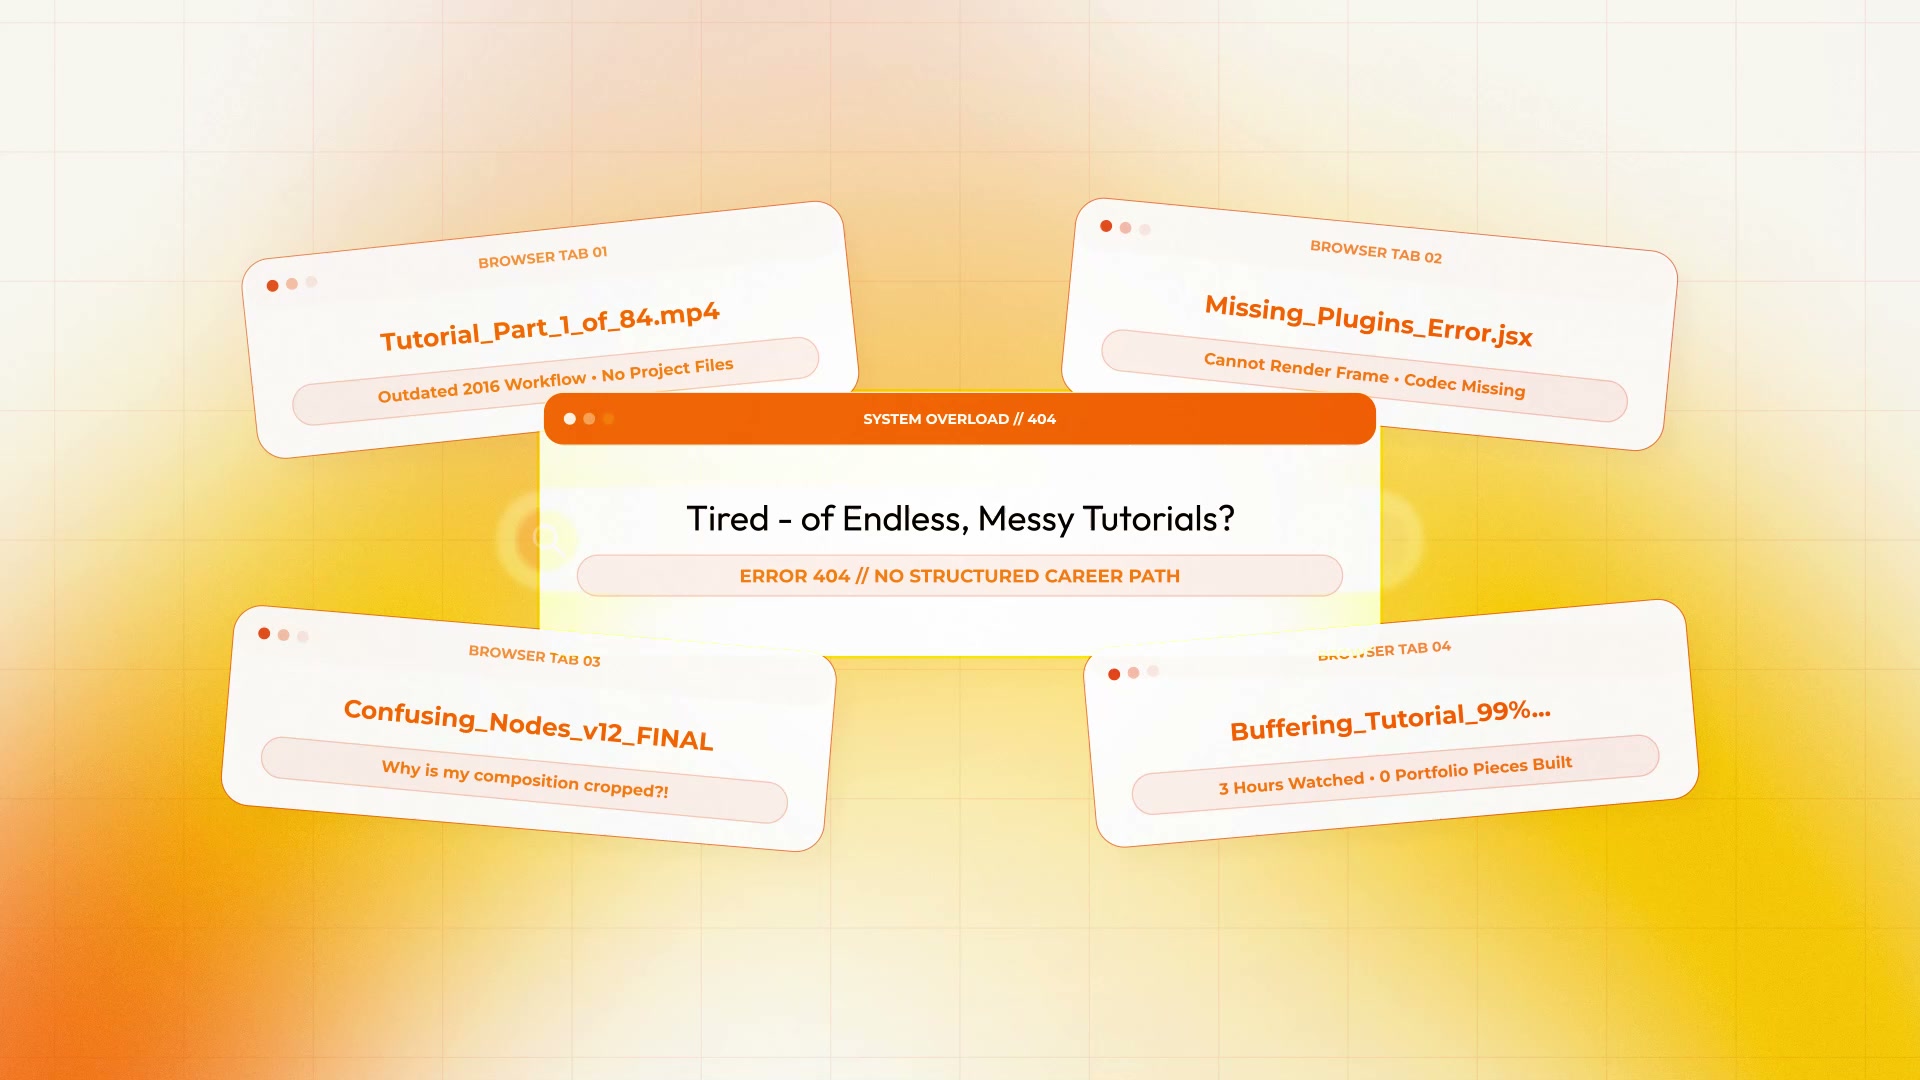 BROWSER TAB 01
Tutorial_Part_1_of_84.mp4
Outdated 2016 Workflow • No Project Files
BROWSER TAB 02
Missing_Plugins_Error.jsx
Cannot Render Frame • Codec Missing
SYSTEM OVERLOAD // 404
Tired - of Endless, Messy Tutorials?
ERROR 404 // NO STRUCTURED CAREER PATH
BROWSER TAB 03
Confusing_Nodes_v12_FINAL
Why is my composition cropped?!
BROWSER TAB 04
Buffering_Tutorial_99%...
3 Hours Watched • 0 Portfolio Pieces Built